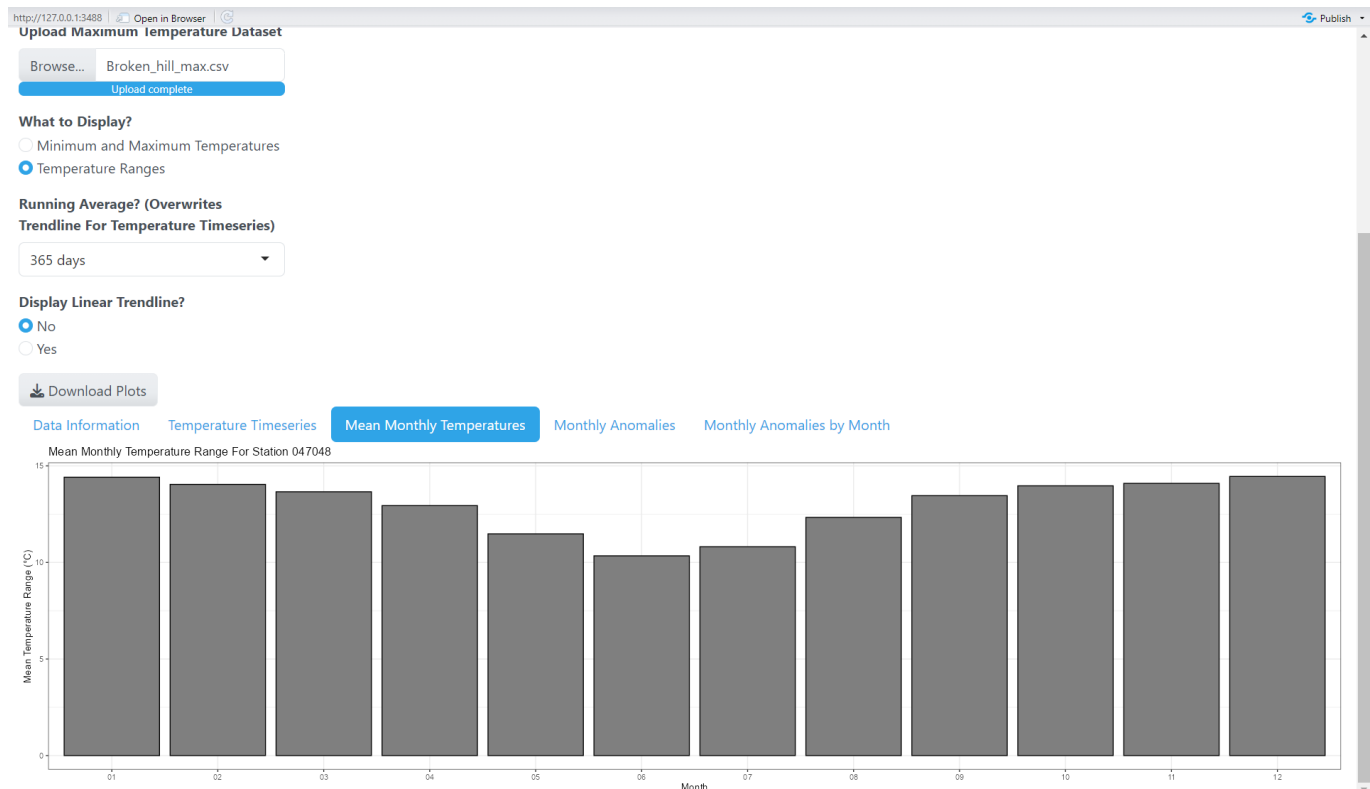 http://127.0.0.1:3488 Open in Browser Publish
Upload Maximum Temperature Dataset
Browse... Broken_hill_max.csv
Upload complete
What to Display?
Minimum and Maximum Temperatures
Temperature Ranges
Running Average? (Overwrites
Trendline For Temperature Timeseries)
365 days
Display Linear Trendline?
No
Yes
Download Plots
Data Information Temperature Timeseries Mean Monthly Temperatures Monthly Anomalies Monthly Anomalies by Month
Mean Monthly Temperature Range For Station 047048
15
10
5
0
Mean Temperature Range (°C)
01 02 03 04 05 06 07 08 09 10 11 12
Month